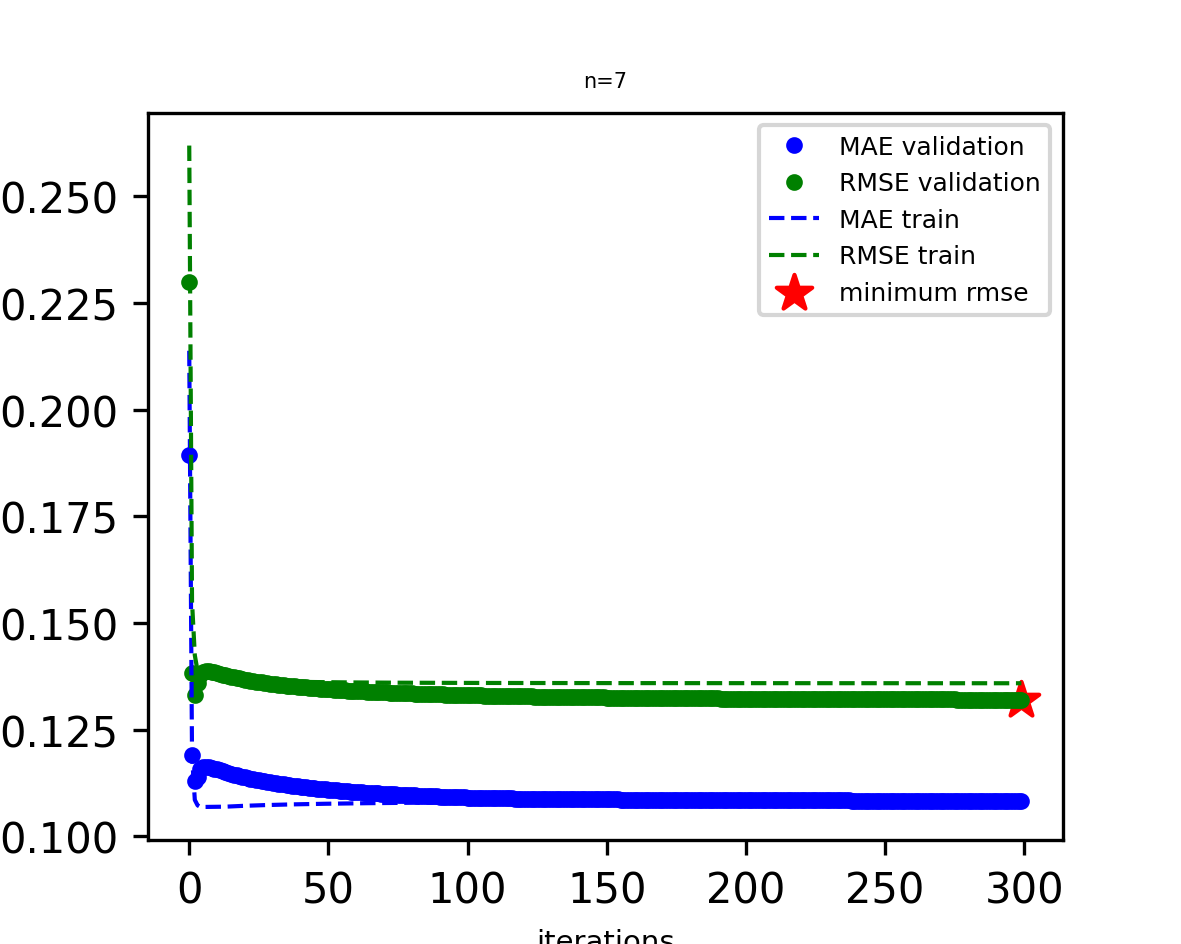 n=7
MAE validation
RMSE validation
MAE train
RMSE train
minimum rmse
0.250
0.225
0.200
0.175
0.150
0.125
0.100
0 50 100 150 200 250 300
iterations